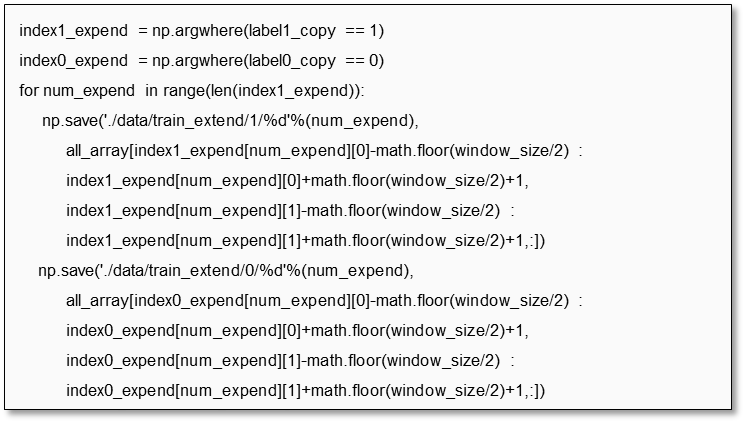 index1_expend = np.argwhere(label1_copy == 1)
index0_expend = np.argwhere(label0_copy == 0)
for num_expend in range(len(index1_expend)):
np.save('./data/train_extend/1/%d'%(num_expend),
all_array[index1_expend[num_expend][0]-math.floor(window_size/2) :
index1_expend[num_expend][0]+math.floor(window_size/2)+1,
index1_expend[num_expend][1]-math.floor(window_size/2) :
index1_expend[num_expend][1]+math.floor(window_size/2)+1,:])
np.save('./data/train_extend/0/%d'%(num_expend),
all_array[index0_expend[num_expend][0]-math.floor(window_size/2) :
index0_expend[num_expend][0]+math.floor(window_size/2)+1,
index0_expend[num_expend][1]-math.floor(window_size/2) :
index0_expend[num_expend][1]+math.floor(window_size/2)+1,:])